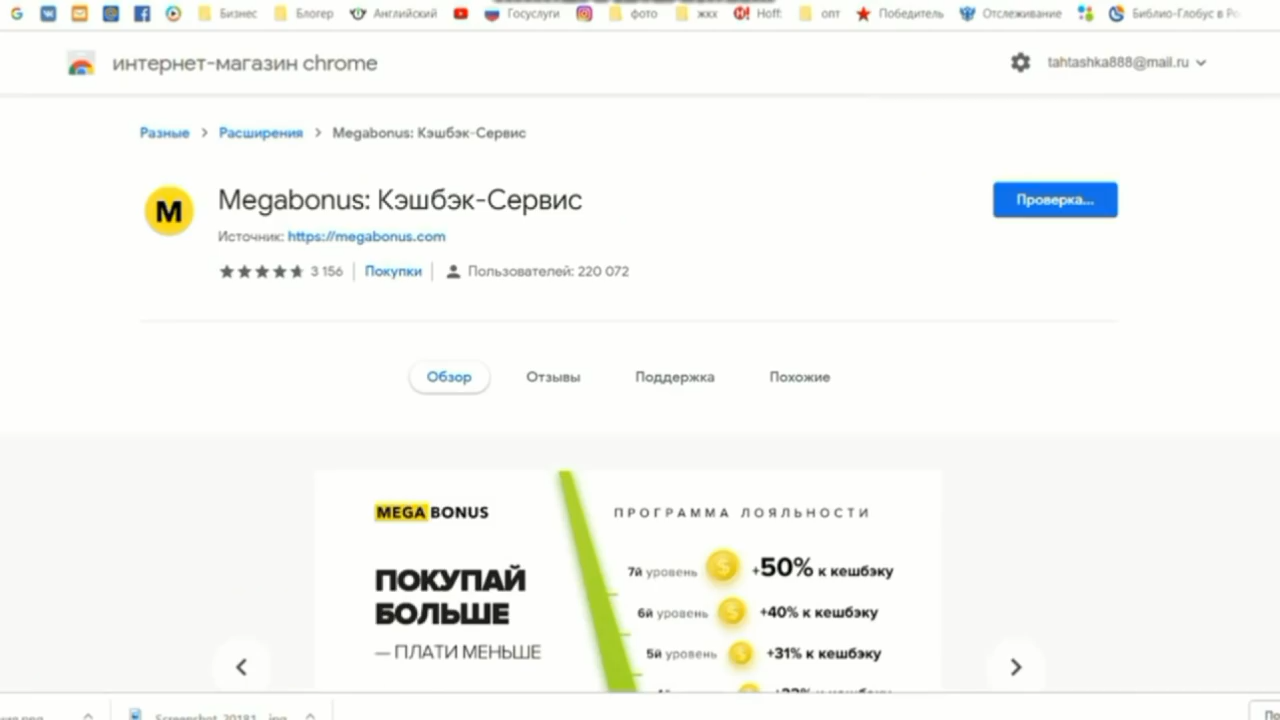 Бизнес Блогер Английский Госуслуги фото жкх Hoff: опт Победитель Отслеживание Библио-Глобус в
интернет-магазин chrome
tahtashka888@mail.ru
Разные > Расширения > Megabonus: Кэшбэк-Сервис
M
Megabonus: Кэшбэк-Сервис
Проверка...
Источник: https://megabonus.com
3 156 Покупки Пользователей: 220 072
Обзор Отзывы Поддержка Похожие
MEGABONUS
ПРОГРАММА ЛОЯЛЬНОСТИ
ПОКУПАЙ
БОЛЬШЕ
— ПЛАТИ МЕНЬШЕ
7й уровень +50% к кешбэку
6й уровень +40% к кешбэку
5й уровень +31% к кешбэку